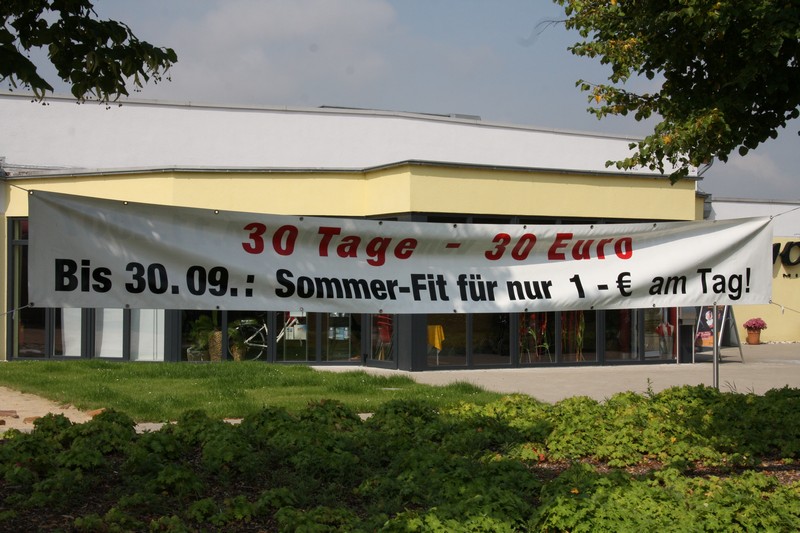 30 Tage - 30 Euro
Bis 30.09.: Sommer-Fit für nur 1-€ am Tag!